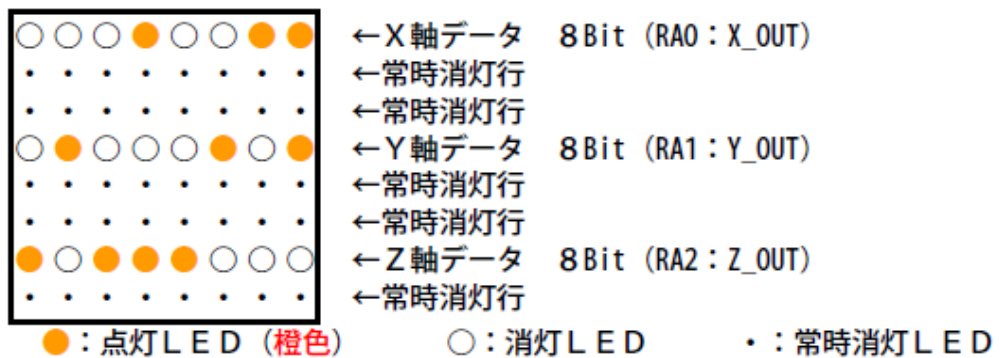 ←X軸データ 8Bit (RA0:X_OUT)
←常時消灯行
←常時消灯行
←Y軸データ 8Bit (RA1:Y_OUT)
←常時消灯行
←常時消灯行
←Z軸データ 8Bit (RA2:Z_OUT)
←常時消灯行
●:点灯LED(橙色) ○:消灯LED ・:常時消灯LED